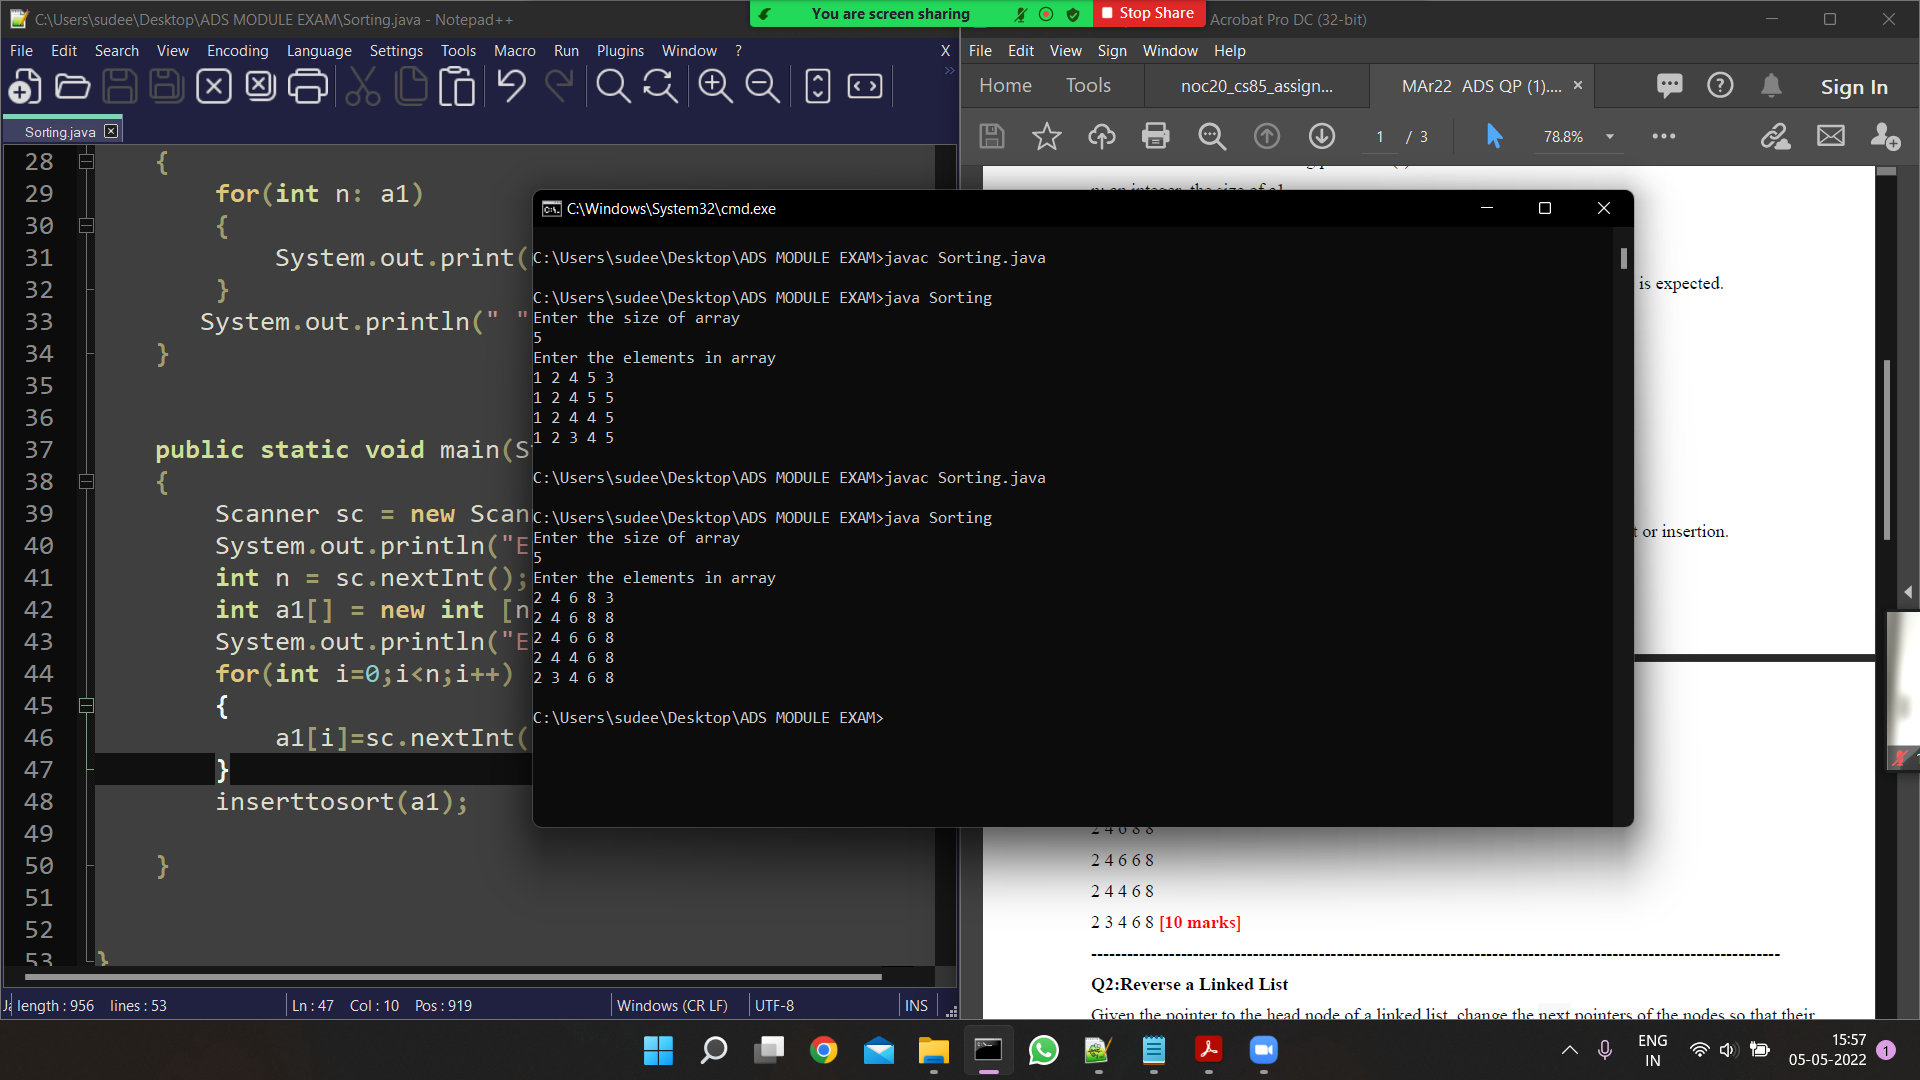 C:\Users\sudee\Desktop\ADS MODULE EXAM\Sorting.java - Notepad++
You are screen sharing
Stop Share
Acrobat Pro DC (32-bit)
File Edit Search View Encoding Language Settings Tools Macro Run Plugins Window ? X
File Edit View Sign Window Help
Home Tools noc20_cs85_assign... MAr22 ADS QP (1).... × Sign In
Sorting.java
1 / 3 78.8%
28 {
29 for(int n: a1)
30 {
31 System.out.print(
32 }
33 System.out.println(" "
34 }
35
36
37 public static void main(S
38 {
39 Scanner sc = new Scan
40 System.out.println("E
41 int n = sc.nextInt();
42 int a1[] = new int [n
43 System.out.println("E
44 for(int i=0;i<n;i++)
45 {
46 a1[i]=sc.nextInt(
47 }
48 inserttosort(a1);
49
50 }
51
52
53 }
C:\Windows\System32\cmd.exe
C:\Users\sudee\Desktop\ADS MODULE EXAM>javac Sorting.java
C:\Users\sudee\Desktop\ADS MODULE EXAM>java Sorting
Enter the size of array
5
Enter the elements in array
1 2 4 5 3
1 2 4 5 5
1 2 4 4 5
1 2 3 4 5
C:\Users\sudee\Desktop\ADS MODULE EXAM>javac Sorting.java
C:\Users\sudee\Desktop\ADS MODULE EXAM>java Sorting
Enter the size of array
5
Enter the elements in array
2 4 6 8 3
2 4 6 8 8
2 4 6 6 8
2 4 4 6 8
2 3 4 6 8
C:\Users\sudee\Desktop\ADS MODULE EXAM>
is expected.
t or insertion.
2 4 6 8 8
2 4 6 6 8
2 4 4 6 8
2 3 4 6 8 [10 marks]
Q2:Reverse a Linked List
Given the pointer to the head node of a linked list, change the next pointers of the nodes so that their
length : 956 lines : 53 Ln : 47 Col : 10 Pos : 919 Windows (CR LF) UTF-8 INS
ENG
IN
15:57
05-05-2022
1